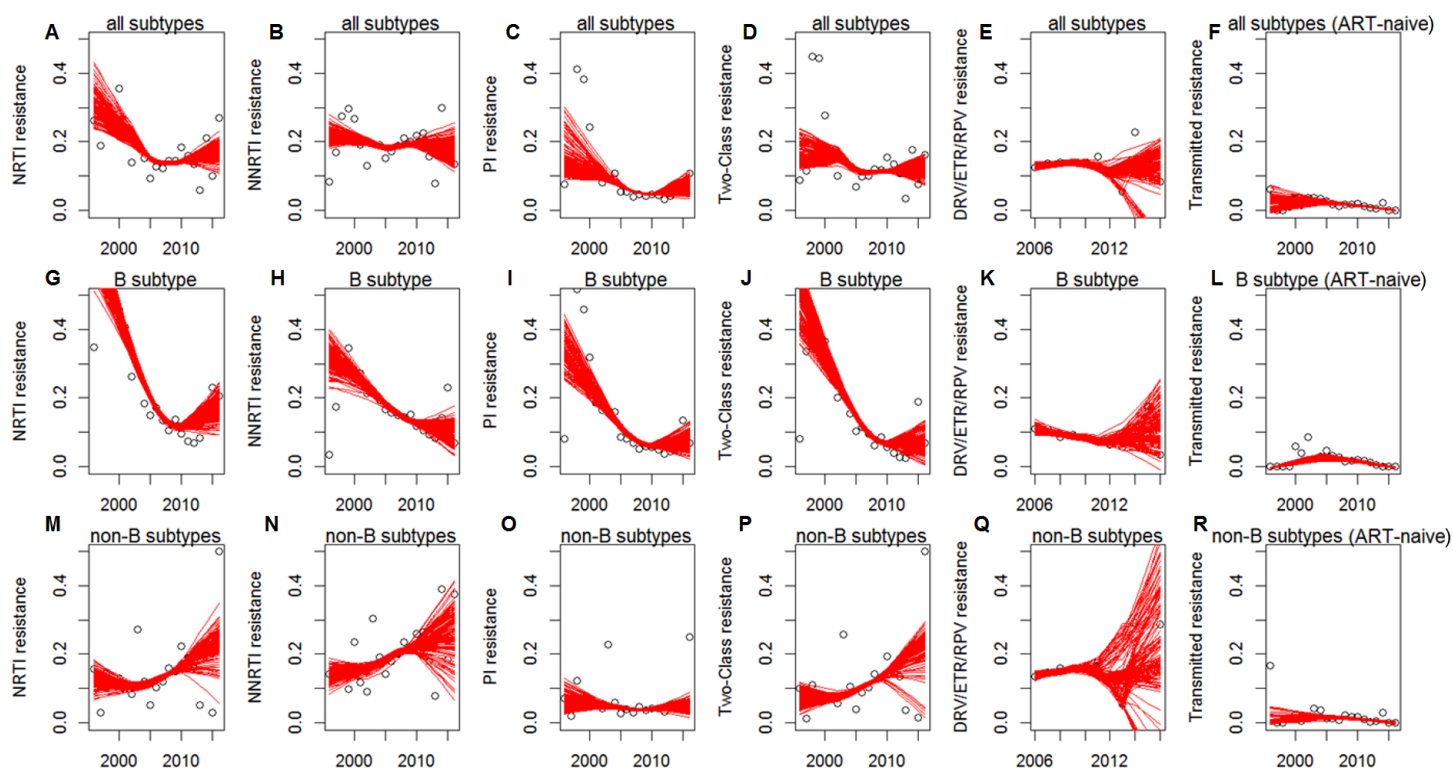 A all subtypes B all subtypes C all subtypes D all subtypes E all subtypes F all subtypes (ART-naive)
NRTI resistance
0.0 0.2 0.4
2000 2010
NNRTI resistance
0.0 0.2 0.4
2000 2010
PI resistance
0.0 0.2 0.4
2000 2010
Two-Class resistance
0.0 0.2 0.4
2000 2010
DRV/ETR/RPV resistance
0.0 0.2 0.4
2006 2012
Transmitted resistance
0.0 0.2 0.4
2000 2010
G B subtype H B subtype I B subtype J B subtype K B subtype L B subtype (ART-naive)
NRTI resistance
0.0 0.2 0.4
2000 2010
NNRTI resistance
0.0 0.2 0.4
2000 2010
PI resistance
0.0 0.2 0.4
2000 2010
Two-Class resistance
0.0 0.2 0.4
2000 2010
DRV/ETR/RPV resistance
0.0 0.2 0.4
2006 2012
Transmitted resistance
0.0 0.2 0.4
2000 2010
M non-B subtypes N non-B subtypes O non-B subtypes P non-B subtypes Q non-B subtypes R non-B subtypes (ART-naive)
NRTI resistance
0.0 0.2 0.4
2000 2010
NNRTI resistance
0.0 0.2 0.4
2000 2010
PI resistance
0.0 0.2 0.4
2000 2010
Two-Class resistance
0.0 0.2 0.4
2000 2010
DRV/ETR/RPV resistance
0.0 0.2 0.4
2006 2012
Transmitted resistance
0.0 0.2 0.4
2000 2010